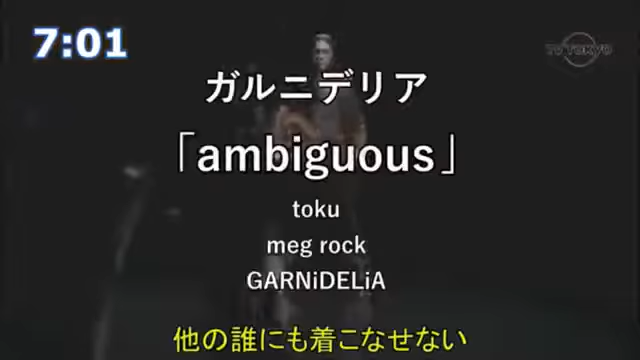 7:01
TV TOKYO
ガルニデリア
「ambiguous」
toku
meg rock
GARNiDELiA
他の誰にも着こなせない